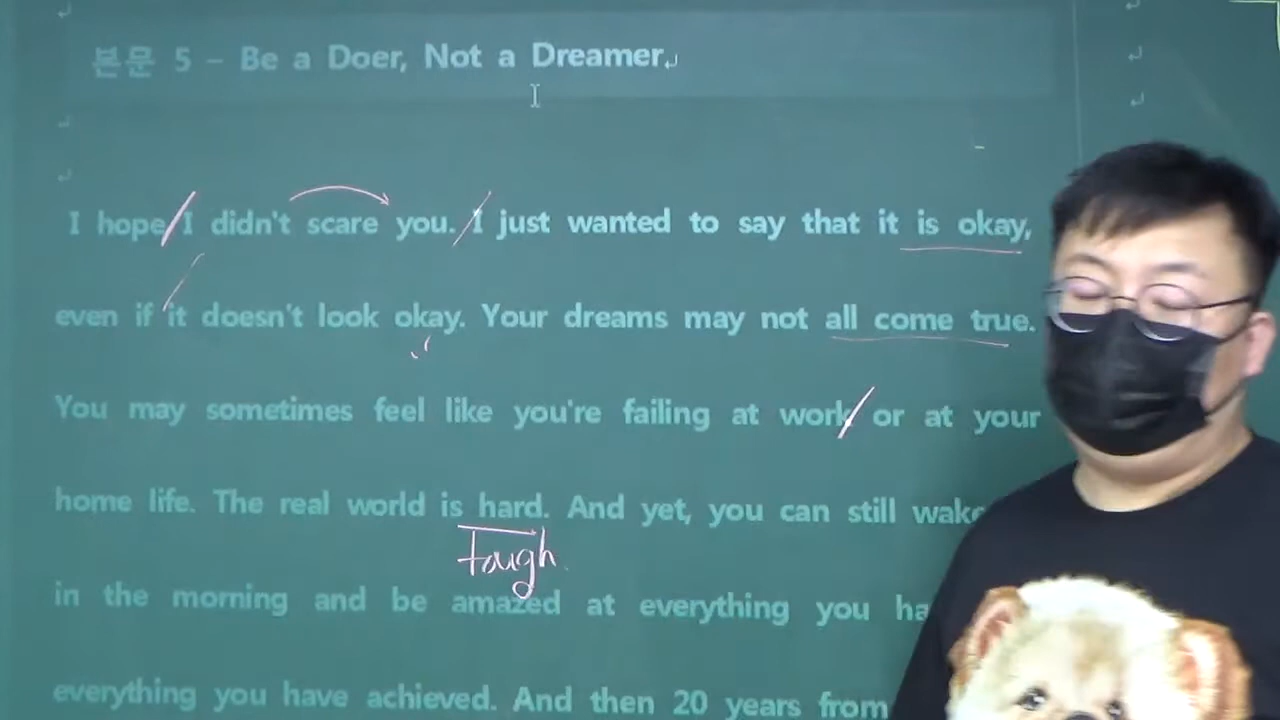 본문 5 – Be a Doer, Not a Dreamer.
I hope I didn't scare you. I just wanted to say that it is okay,
even if it doesn't look okay. Your dreams may not all come true.
You may sometimes feel like you're failing at work or at your
home life. The real world is hard. And yet, you can still wake
Tough
in the morning and be amazed at everything you
everything you have achieved. And then 20 years from